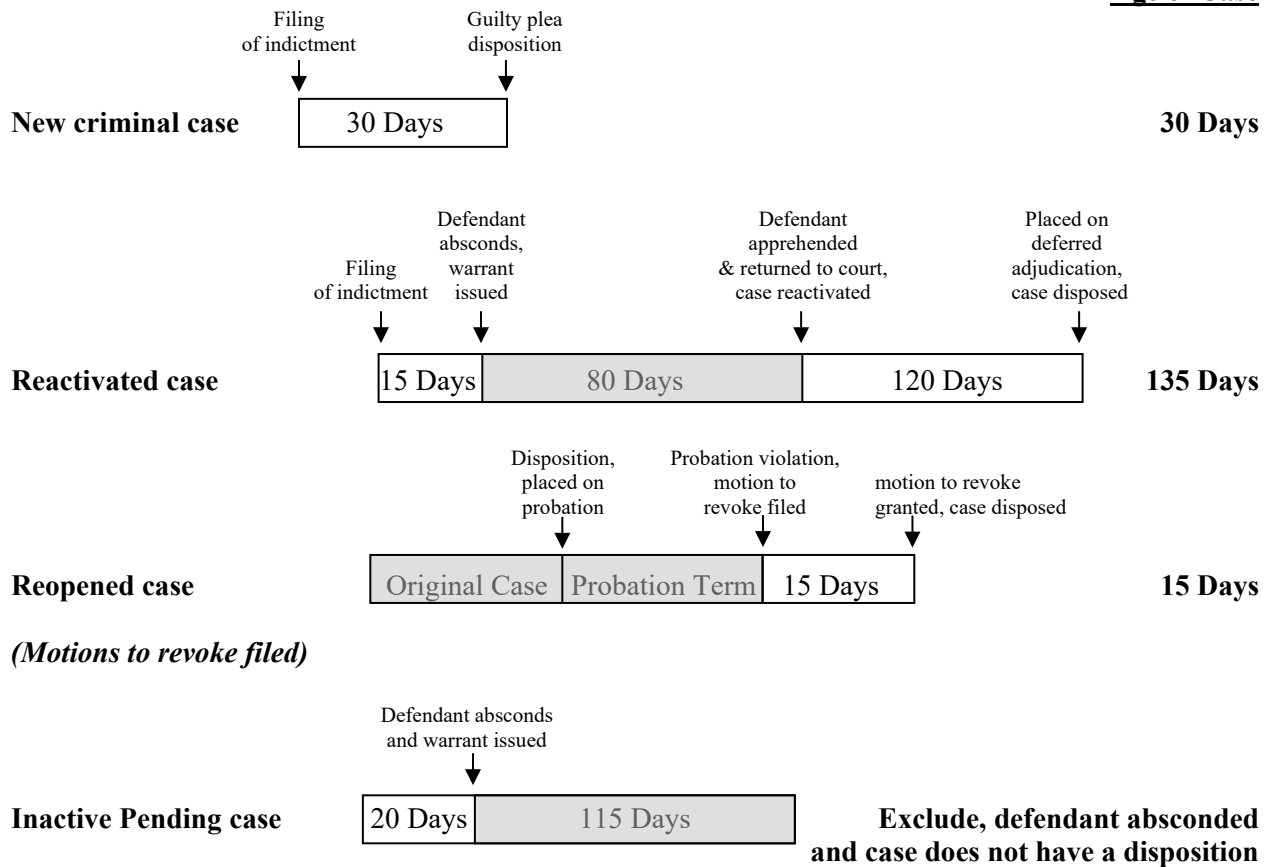 Filing
of indictment
Guilty plea
disposition
New criminal case
30 Days
30 Days
Filing
of indictment
Defendant
absconds,
warrant
issued
Defendant
apprehended
& returned to court,
case reactivated
Placed on
deferred
adjudication,
case disposed
Reactivated case
15 Days
80 Days
120 Days
135 Days
Disposition,
placed on
probation
Probation violation,
motion to
revoke filed
motion to revoke
granted, case disposed
Reopened case
Original Case
Probation Term
15 Days
15 Days
(Motions to revoke filed)
Defendant absconds
and warrant issued
Inactive Pending case
20 Days
115 Days
Exclude, defendant absconded
and case does not have a disposition